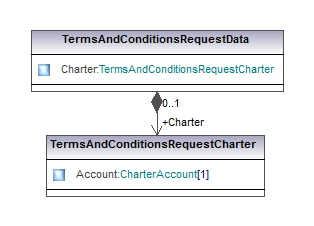 TermsAndConditionsRequestData
Charter:TermsAndConditionsRequestCharter
0..1
+Charter
TermsAndConditionsRequestCharter
Account:CharterAccount[1]